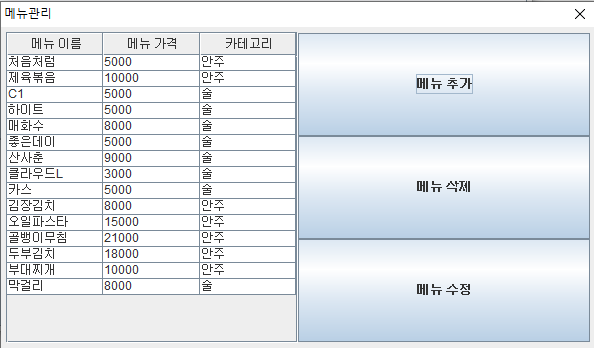 메뉴관리
메뉴 이름 메뉴 가격 카테고리
처음처럼 5000 안주
제육볶음 10000 안주
C1 5000 술
하이트 5000 술
매화수 8000 술
좋은데이 5000 술
산사춘 9000 술
클라우드L 3000 술
카스 5000 술
김장김치 8000 안주
오일파스타 15000 안주
골뱅이무침 21000 안주
두부김치 18000 안주
부대찌개 10000 안주
막걸리 8000 술
메뉴 추가
메뉴 삭제
메뉴 수정